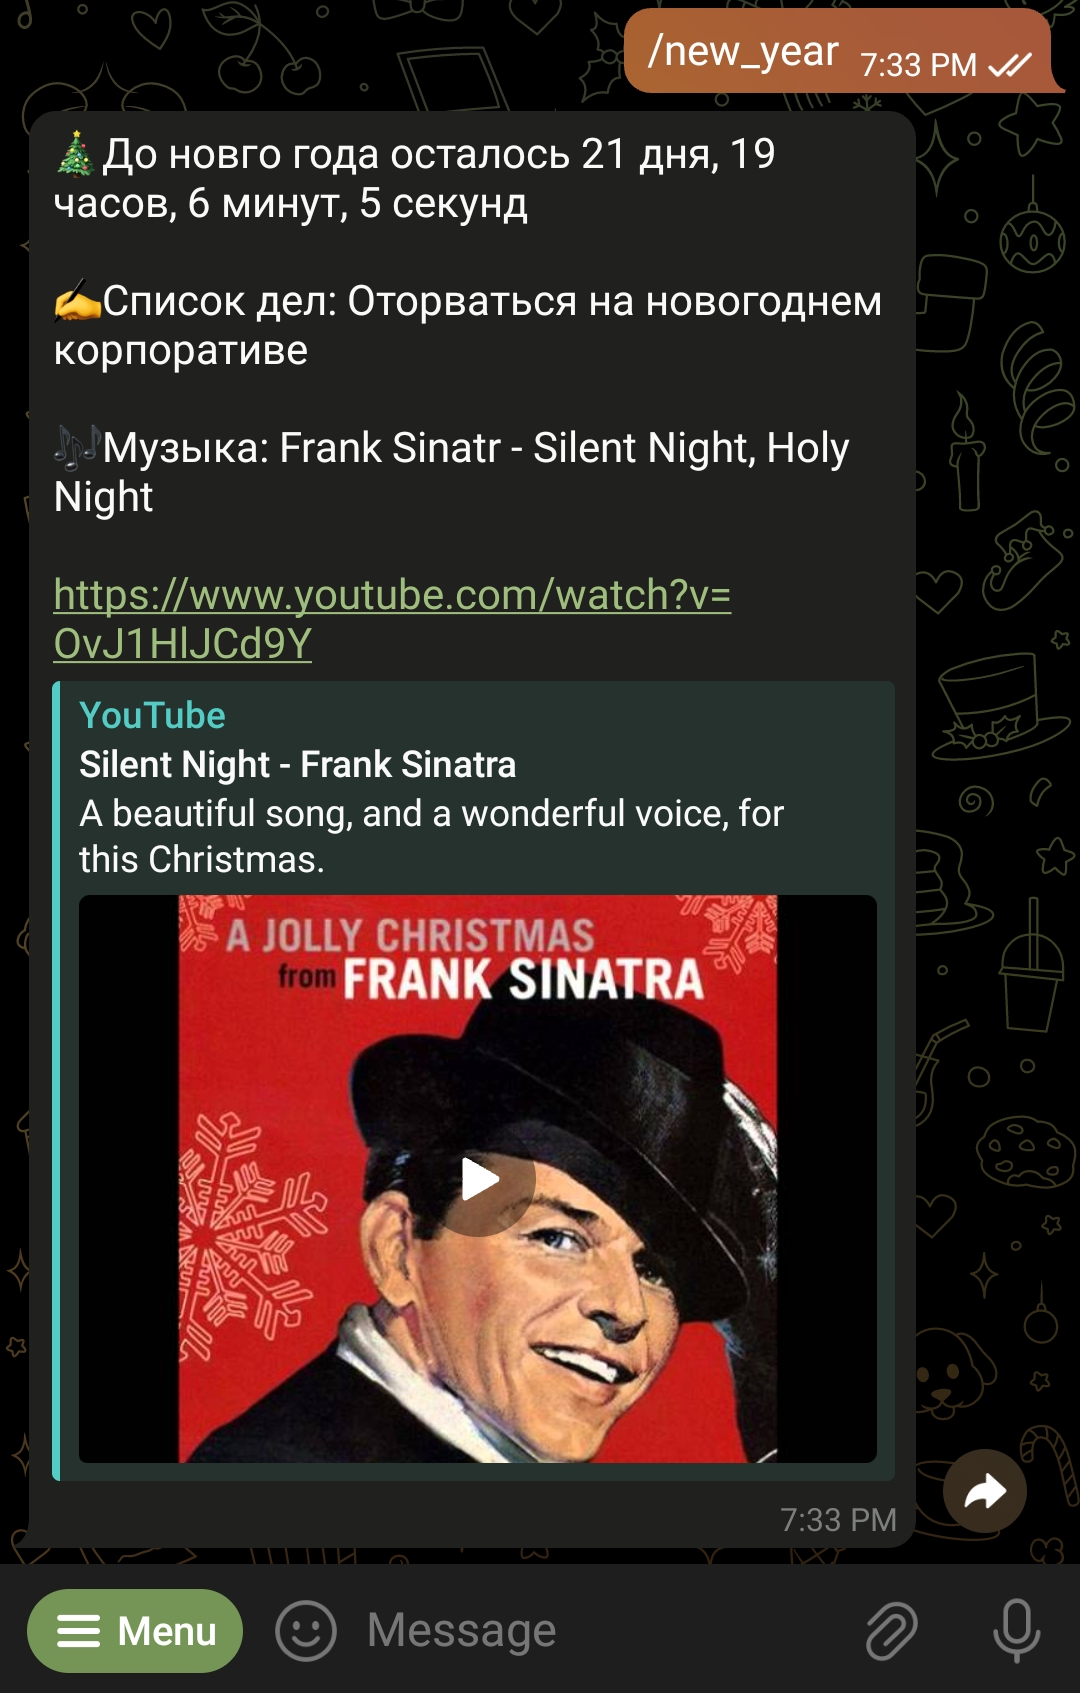 /new_year 7:33 PM
🎄До новго года осталось 21 дня, 19
часов, 6 минут, 5 секунд
✍️Список дел: Оторваться на новогоднем
корпоративе
🎶Музыка: Frank Sinatr - Silent Night, Holy
Night
https://www.youtube.com/watch?v=
OvJ1HlJCd9Y
YouTube
Silent Night - Frank Sinatra
A beautiful song, and a wonderful voice, for
this Christmas.
A JOLLY CHRISTMAS
from FRANK SINATRA
7:33 PM
Menu Message